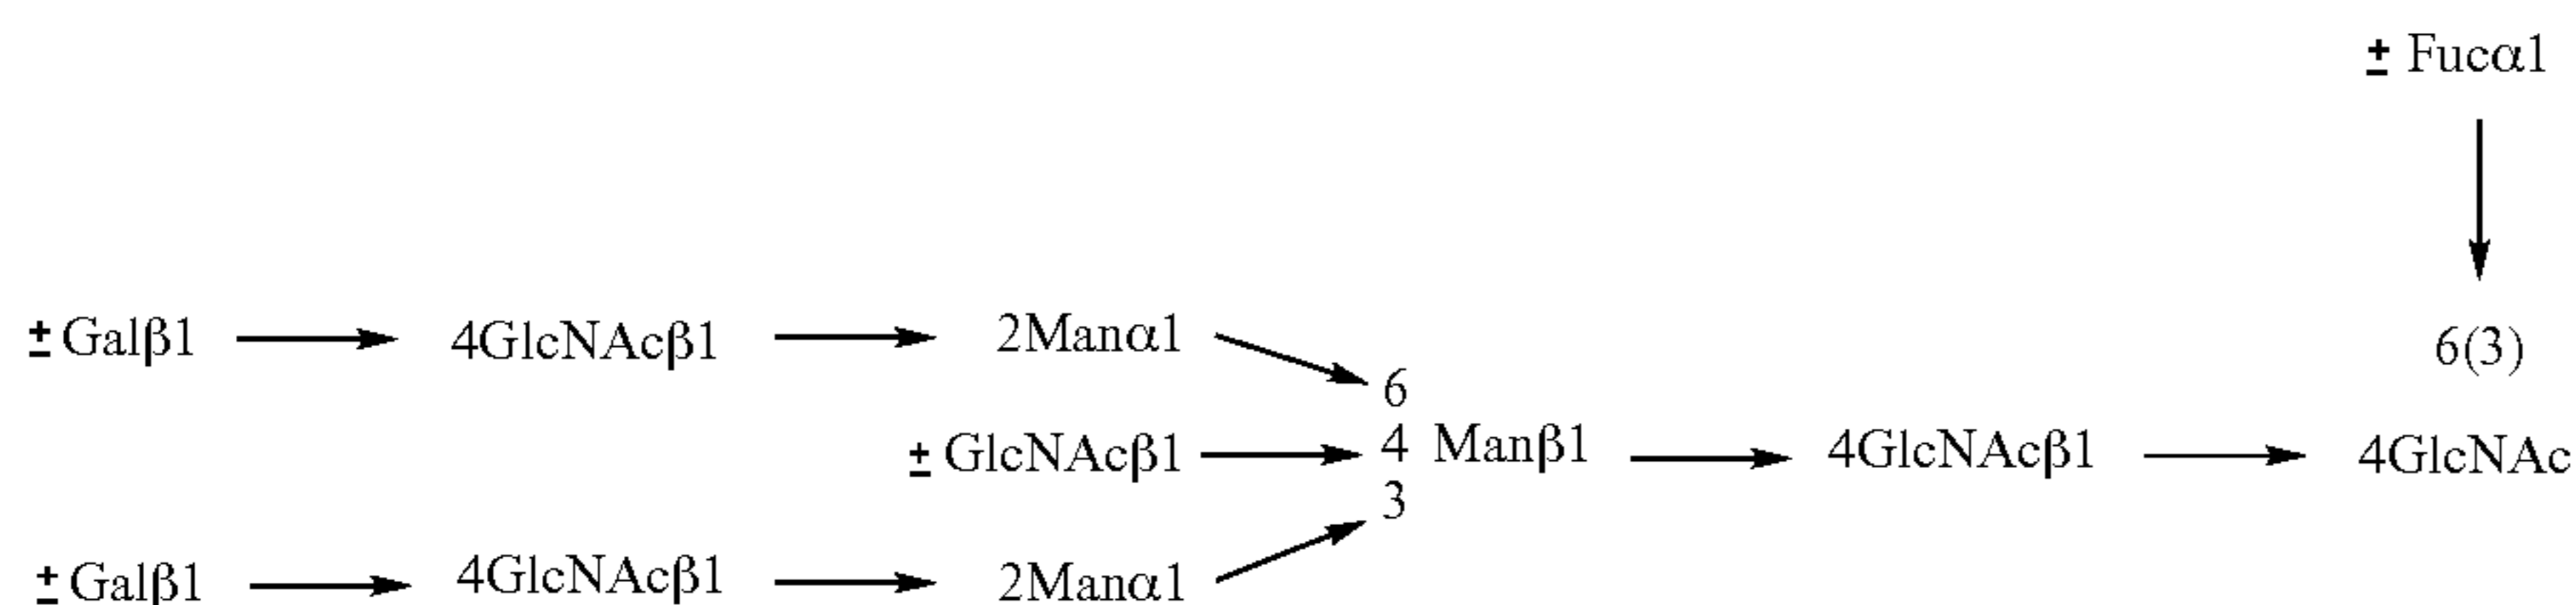 ± Fucα1
± Galβ1 4GlcNAcβ1 2Manα1 6(3)
6
± GlcNAcβ1 4 Manβ1 4GlcNAcβ1 4GlcNAc
3
± Galβ1 4GlcNAcβ1 2Manα1